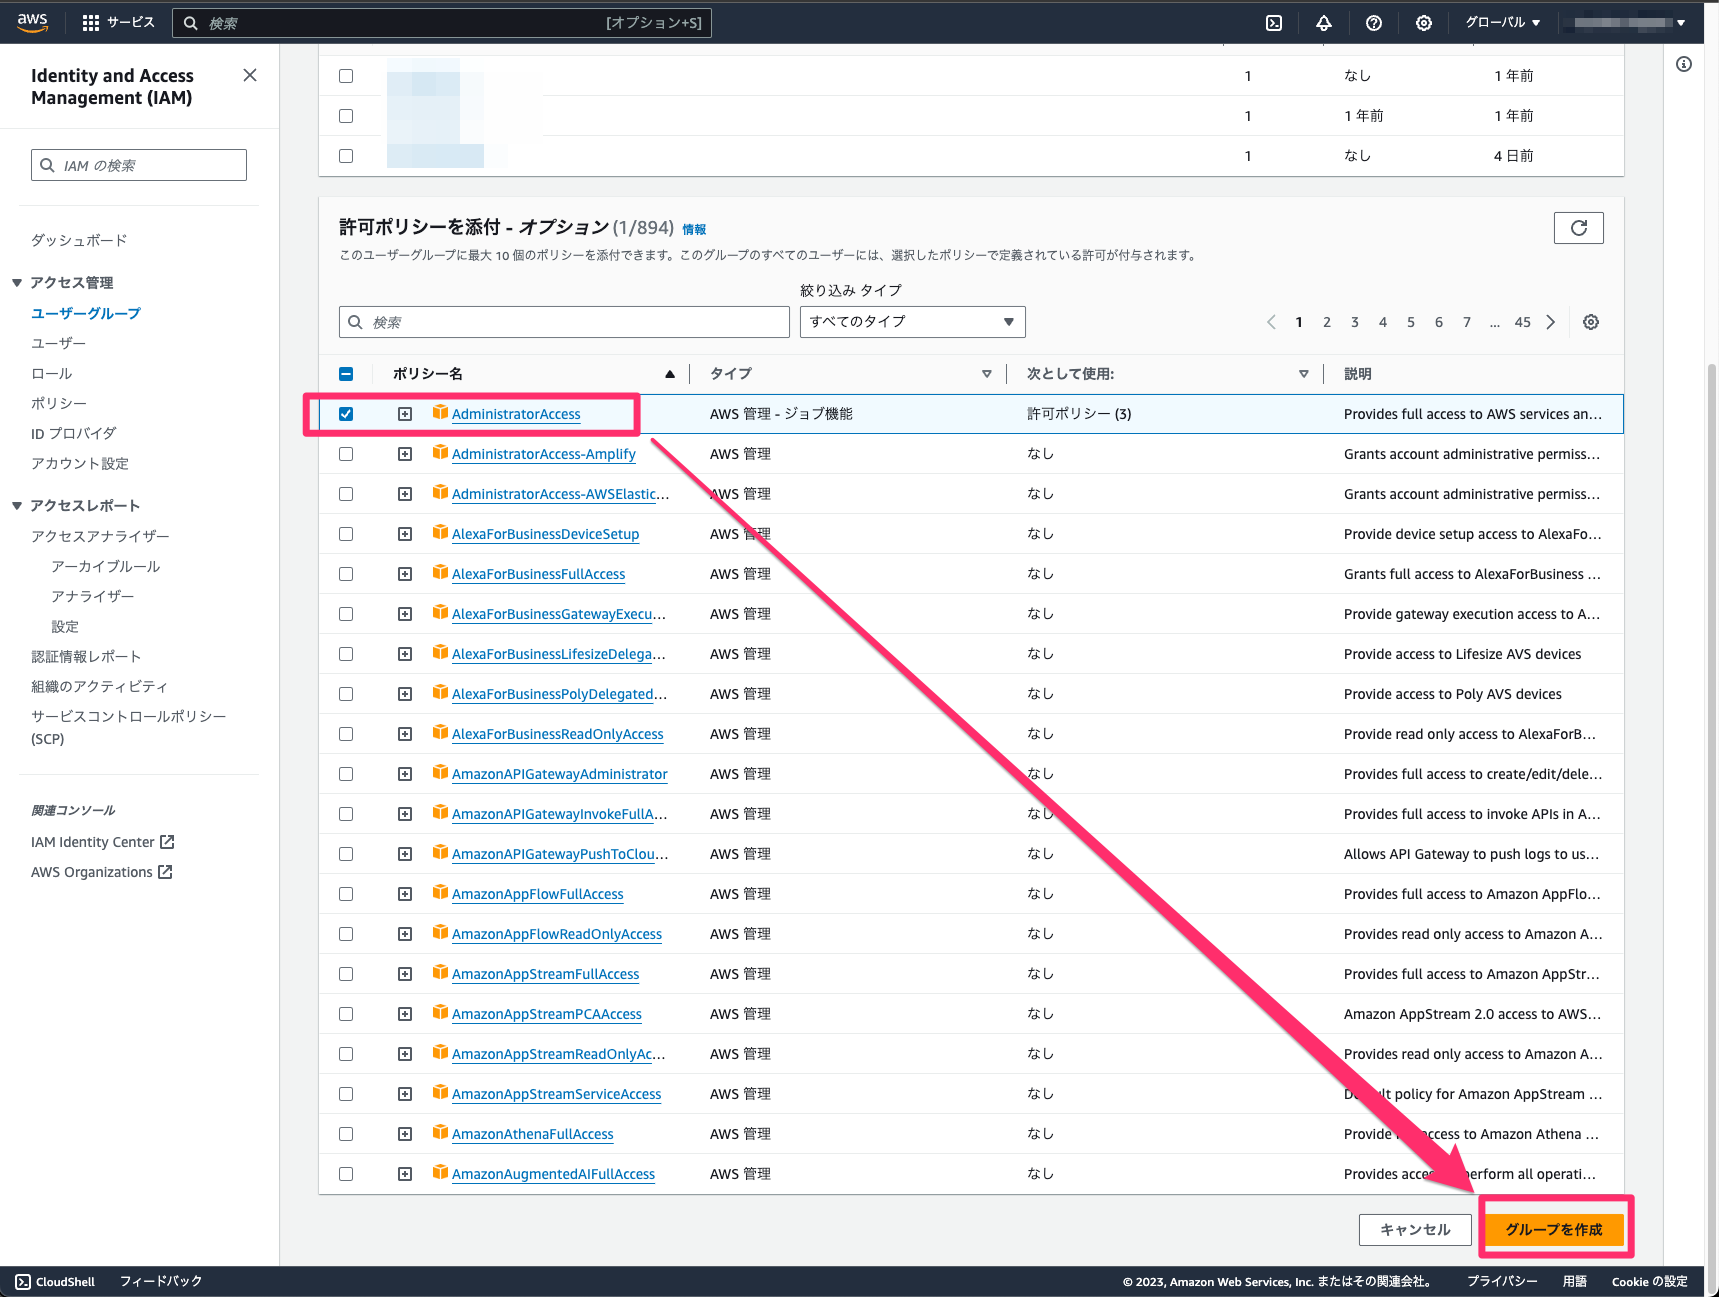 aws サービス 検索 [オプション+S] グローバル
Identity and Access
Management (IAM)
IAM の検索
ダッシュボード
アクセス管理
ユーザーグループ
ユーザー
ロール
ポリシー
ID プロバイダ
アカウント設定
アクセスレポート
アクセスアナライザー
アーカイブルール
アナライザー
設定
認証情報レポート
組織のアクティビティ
サービスコントロールポリシー
(SCP)
関連コンソール
IAM Identity Center
AWS Organizations
1 なし 1 年前
1 1 年前 1 年前
1 なし 4 日前
許可ポリシーを添付 - オプション (1/894) 情報
このユーザーグループに最大 10 個のポリシーを添付できます。このグループのすべてのユーザーには、選択したポリシーで定義されている許可が付与されます。
絞り込み タイプ
検索 すべてのタイプ 1 2 3 4 5 6 7 ... 45
ポリシー名 タイプ 次として使用: 説明
AdministratorAccess AWS 管理 - ジョブ機能 許可ポリシー (3) Provides full access to AWS services an...
AdministratorAccess-Amplify AWS 管理 なし Grants account administrative permiss...
AdministratorAccess-AWSElastic... AWS 管理 なし Grants account administrative permiss...
AlexaForBusinessDeviceSetup AWS 管理 なし Provide device setup access to AlexaFo...
AlexaForBusinessFullAccess AWS 管理 なし Grants full access to AlexaForBusiness ...
AlexaForBusinessGatewayExecu... AWS 管理 なし Provide gateway execution access to A...
AlexaForBusinessLifesizeDelega... AWS 管理 なし Provide access to Lifesize AVS devices
AlexaForBusinessPolyDelegated... AWS 管理 なし Provide access to Poly AVS devices
AlexaForBusinessReadOnlyAccess AWS 管理 なし Provide read only access to AlexaForB...
AmazonAPIGatewayAdministrator AWS 管理 なし Provides full access to create/edit/dele...
AmazonAPIGatewayInvokeFullA... AWS 管理 なし Provides full access to invoke APIs in A...
AmazonAPIGatewayPushToClou... AWS 管理 なし Allows API Gateway to push logs to us...
AmazonAppFlowFullAccess AWS 管理 なし Provides full access to Amazon AppFlo...
AmazonAppFlowReadOnlyAccess AWS 管理 なし Provides read only access to Amazon A...
AmazonAppStreamFullAccess AWS 管理 なし Provides full access to Amazon AppStr...
AmazonAppStreamPCAAccess AWS 管理 なし Amazon AppStream 2.0 access to AWS...
AmazonAppStreamReadOnlyAc... AWS 管理 なし Provides read only access to Amazon A...
AmazonAppStreamServiceAccess AWS 管理 なし policy for Amazon AppStream ...
AmazonAthenaFullAccess AWS 管理 なし Provide access to Amazon Athena ...
AmazonAugmentedAIFullAccess AWS 管理 なし Provides perform all operati...
キャンセル グループを作成
CloudShell フィードバック © 2023, Amazon Web Services, Inc. またはその関連会社。 プライバシー 用語 Cookie の設定